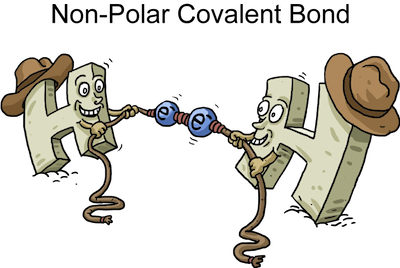 Non-Polar Covalent Bond
H e⁻ e⁻ H